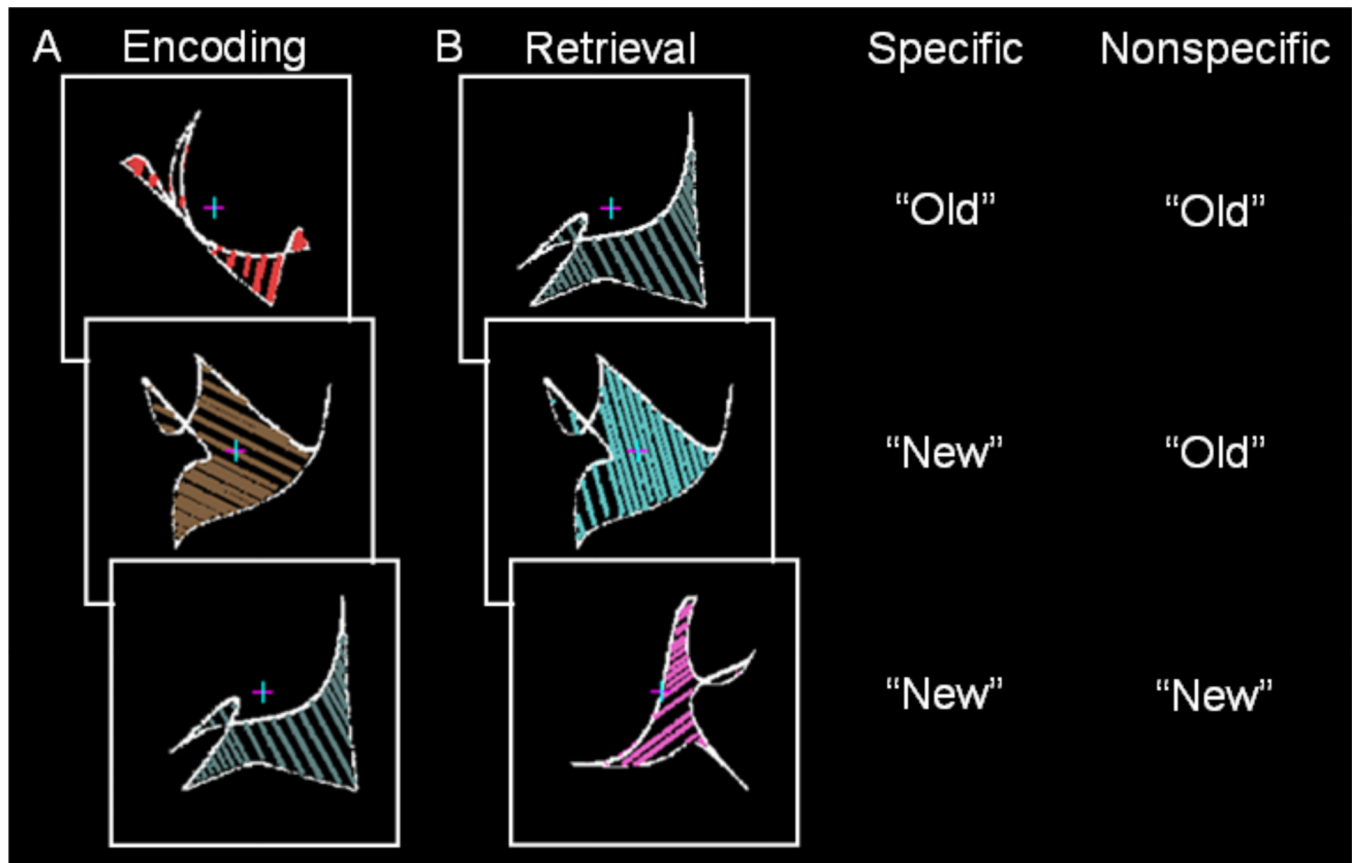 A Encoding B Retrieval Specific Nonspecific
“Old” “Old”
“New” “Old”
“New” “New”